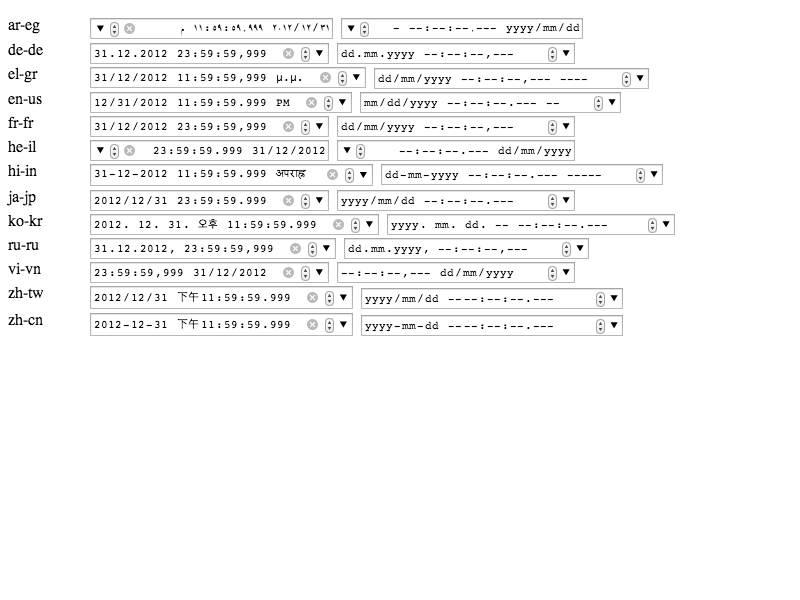 ar-eg ٢٠١٢/١٢/٣١ ١١:٥٩:٥٩.٩٩٩ م - --:--:--.--- yyyy/mm/dd
de-de 31.12.2012 23:59:59,999 dd.mm.yyyy --:--:--,---
el-gr 31/12/2012 11:59:59,999 μ.μ. dd/mm/yyyy --:--:--,--- ----
en-us 12/31/2012 11:59:59.999 PM mm/dd/yyyy --:--:--.--- --
fr-fr 31/12/2012 23:59:59,999 dd/mm/yyyy --:--:--,---
he-il 23:59:59.999 31/12/2012 --:--:--.--- dd/mm/yyyy
hi-in 31-12-2012 11:59:59.999 अपराह्न dd-mm-yyyy --:--:--.--- -----
ja-jp 2012/12/31 23:59:59.999 yyyy/mm/dd --:--:--.---
ko-kr 2012. 12. 31. 오후 11:59:59.999 yyyy. mm. dd. -- --:--:--.---
ru-ru 31.12.2012, 23:59:59,999 dd.mm.yyyy, --:--:--,---
vi-vn 23:59:59,999 31/12/2012 --:--:--,--- dd/mm/yyyy
zh-tw 2012/12/31 下午11:59:59.999 yyyy/mm/dd ----:--:--.---
zh-cn 2012-12-31 下午11:59:59.999 yyyy-mm-dd ----:--:--.---